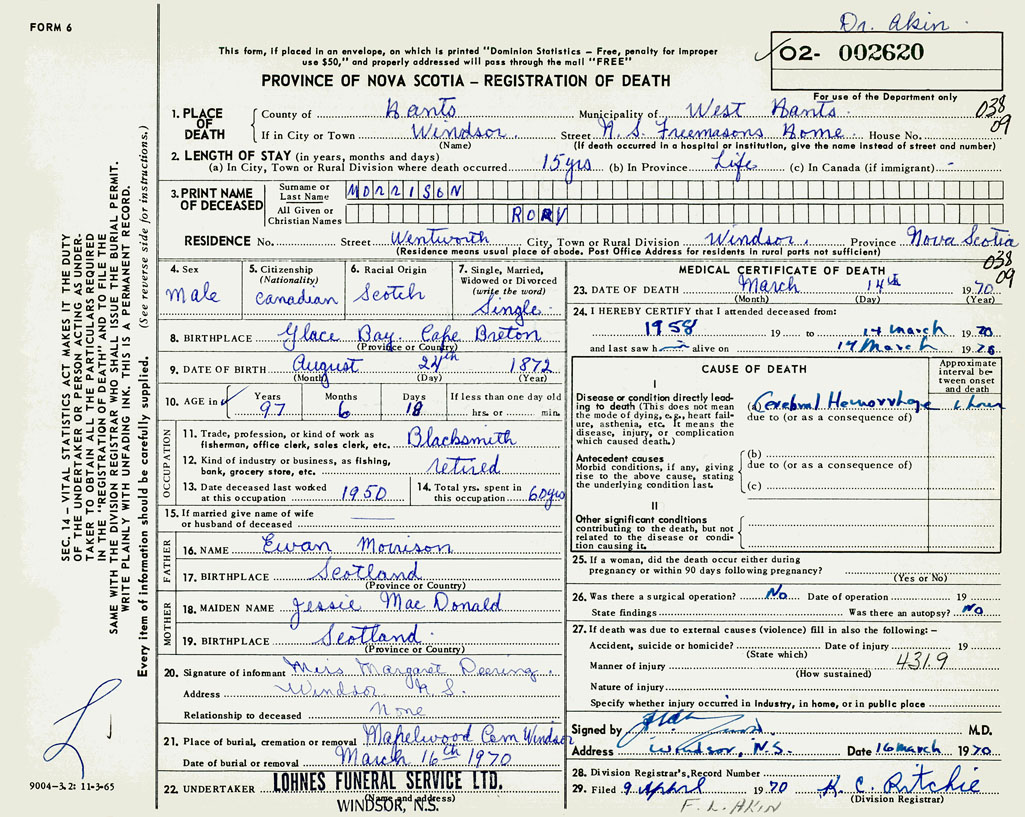 Dr. Akin
FORM 6
This form, if placed in an envelope, on which is printed "Dominion Statistics — Free, penalty for improper
use $50," and properly addressed will pass through the mail "FREE"
O2- 002620
PROVINCE OF NOVA SCOTIA – REGISTRATION OF DEATH
For use of the Department only
1. PLACE OF DEATH
County of Hants Municipality of West Hants 038
If in City or Town Windsor. Street N. S. Freemasons Home House No. 09
(Name) (If death occurred in a hospital or institution, give the name instead of street and number)
2. LENGTH OF STAY (in years, months and days)
(a) In City, Town or Rural Division where death occurred 15 yrs (b) In Province Life (c) In Canada (if immigrant) -
3. PRINT NAME OF DECEASED
Surname or Last Name MORRISON
All Given or Christian Names RORY
RESIDENCE No. Street Wentworth City, Town or Rural Division Windsor. Province Nova Scotia
(Residence means usual place of abode. Post Office Address for residents in rural parts not sufficient)
038
09
4. Sex
Male
5. Citizenship
(Nationality)
Canadian
6. Racial Origin
Scotch
7. Single, Married,
Widowed or Divorced
(write the word)
Single
8. BIRTHPLACE Glace Bay. Cape Breton
(Province or Country)
9. DATE OF BIRTH August 24th 1872
(Month) (Day) (Year)
10. AGE in Years Months Days If less than one day old
97 6 18 hrs. or min.
OCCUPATION
11. Trade, profession, or kind of work as
fisherman, office clerk, sales clerk, etc. Blacksmith
12. Kind of industry or business, as fishing,
bank, grocery store, etc. retired
13. Date deceased last worked
at this occupation 1950
14. Total yrs. spent in
this occupation 60 yrs
15. If married give name of wife
or husband of deceased
FATHER
16. NAME Ewan Morrison
17. BIRTHPLACE Scotland
(Province or Country)
MOTHER
18. MAIDEN NAME Jessie Mac Donald
19. BIRTHPLACE Scotland
(Province or Country)
20. Signature of informant Margaret Deering.
Address Windsor N.S.
Relationship to deceased None
21. Place of burial, cremation or removal Mapelwood Cem Windsor
Date of burial or removal March 16th 1970
22. UNDERTAKER LOHNES FUNERAL SERVICE LTD.
(Name and address)
WINDSOR, N.S.
MEDICAL CERTIFICATE OF DEATH
23. DATE OF DEATH March 14th 1970
(Month) (Day) (Year)
24. I HEREBY CERTIFY that I attended deceased from:
1958 19 to 14 March 1970
and last saw h alive on 14 March 1970
CAUSE OF DEATH
Approximate
interval be-
tween onset
and death
I
Disease or condition directly lead-
ing to death (This does not mean
the mode of dying, e.g., heart fail-
ure, asthenia, etc. It means the
disease, injury, or complication
which caused death.)
(a) Cerebral Hemorrhage 1 hour
due to (or as a consequence of)
Antecedent causes
Morbid conditions, if any, giving
rise to the above cause, stating
the underlying condition last.
(b)
due to (or as a consequence of)
(c)
II
Other significant conditions
contributing to the death, but not
related to the disease or condi-
tion causing it.
25. If a woman, did the death occur either during
pregnancy or within 90 days following pregnancy?
(Yes or No)
26. Was there a surgical operation? No. Date of operation 19
State findings Was there an autopsy? No
27. If death was due to external causes (violence) fill in also the following: –
Accident, suicide or homicide? Date of injury 19
(State which)
431.9
Manner of injury
(How sustained)
Nature of injury
Specify whether injury occurred in industry, in home, or in public place
Signed by M.D.
Address Windsor, N.S. Date 16 March 1970
28. Division Registrar's Record Number
29. Filed 9 April 1970 K. C. Ritchie
(Division Registrar)
F. L. AKIN
SEC. 14 – VITAL STATISTICS ACT MAKES IT THE DUTY
OF THE UNDERTAKER OR PERSON ACTING AS UNDER-
TAKER TO OBTAIN ALL THE PARTICULARS REQUIRED
IN THE "REGISTRATION OF DEATH" AND TO FILE THE
SAME WITH THE DIVISION REGISTRAR WHO SHALL ISSUE THE BURIAL PERMIT.
WRITE PLAINLY WITH UNFADING INK. THIS IS A PERMANENT RECORD.
Every item of information should be carefully supplied. (See reverse side for instructions.)
9004-3.2: 11-3-65